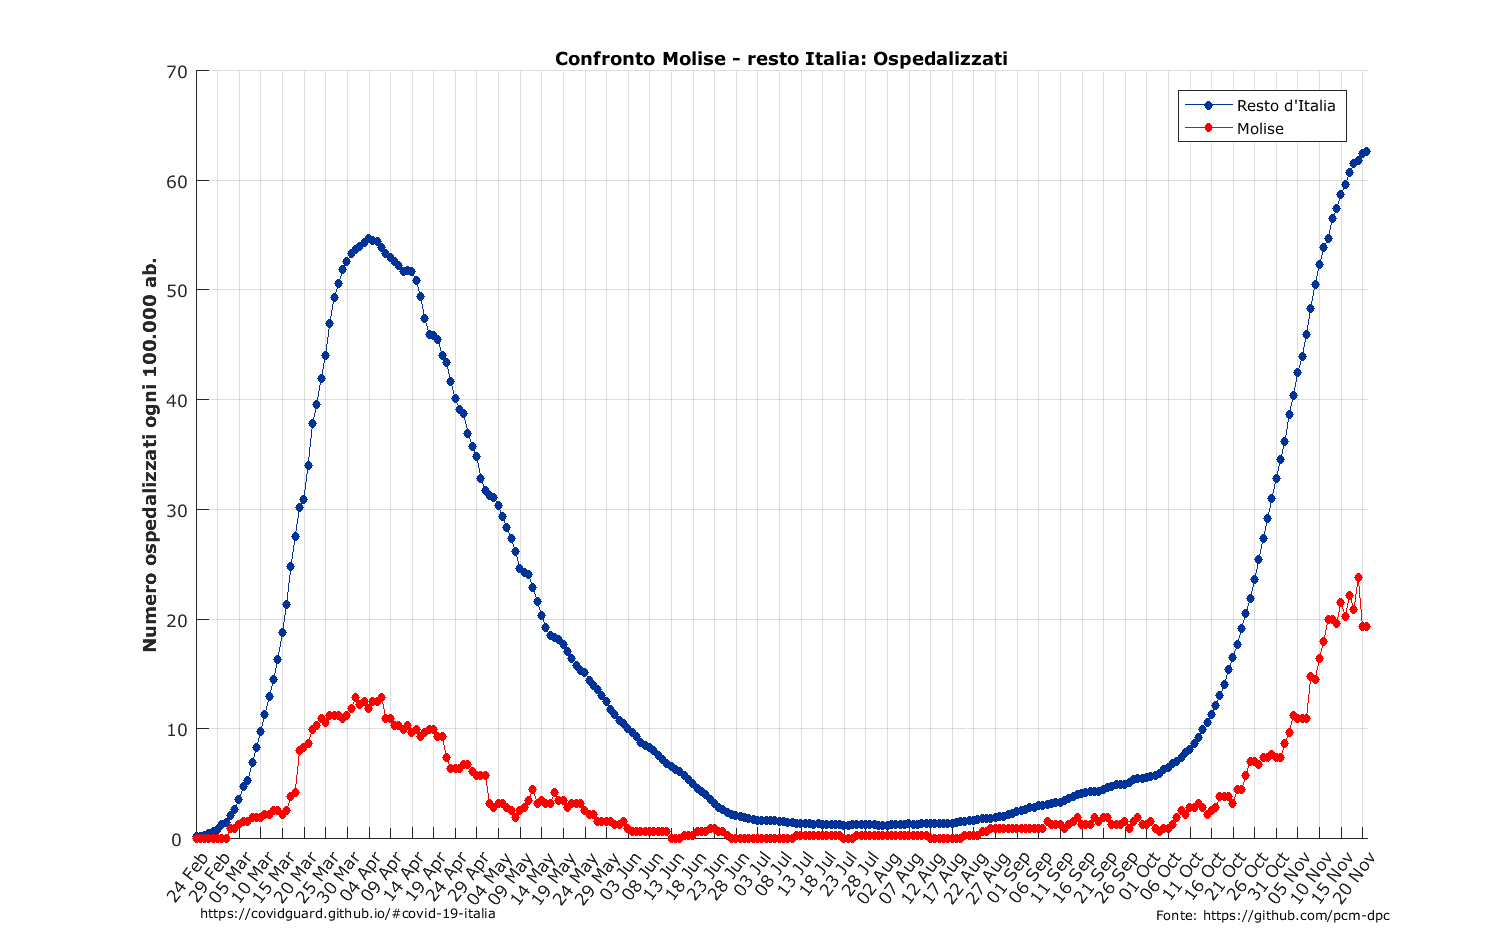 Confronto Molise - resto Italia: Ospedalizzati
Resto d'Italia
Molise
Numero ospedalizzati ogni 100.000 ab.
70
60
50
40
30
20
10
0
24 Feb
29 Feb
05 Mar
10 Mar
15 Mar
20 Mar
25 Mar
30 Mar
04 Apr
09 Apr
14 Apr
19 Apr
24 Apr
29 Apr
04 May
09 May
14 May
19 May
24 May
29 May
03 Jun
08 Jun
13 Jun
18 Jun
23 Jun
28 Jun
03 Jul
08 Jul
13 Jul
18 Jul
23 Jul
28 Jul
02 Aug
07 Aug
12 Aug
17 Aug
22 Aug
27 Aug
01 Sep
06 Sep
11 Sep
16 Sep
21 Sep
26 Sep
01 Oct
06 Oct
11 Oct
16 Oct
21 Oct
26 Oct
31 Oct
05 Nov
10 Nov
15 Nov
20 Nov
https://covidguard.github.io/#covid-19-italia
Fonte: https://github.com/pcm-dpc